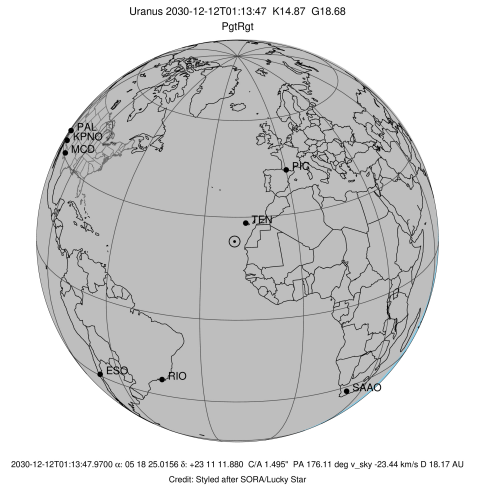 Uranus 2030-12-12T01:13:47 K14.87 G18.68
PgtRgt
PAL
KPNO
MCD
PIC
TEN
ESO
RIO
SAAO
2030-12-12T01:13:47.9700 α: 05 18 25.0156 δ: +23 11 11.880 C/A 1.495" PA 176.11 deg v_sky -23.44 km/s D 18.17 AU
Credit: Styled after SORA/Lucky Star